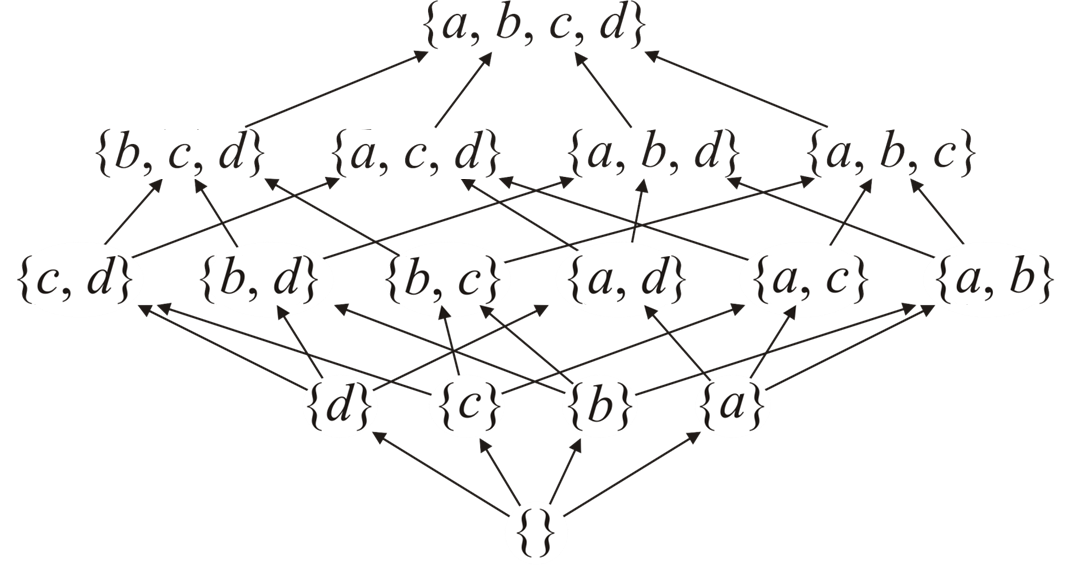 {a, b, c, d}
{b, c, d} {a, c, d} {a, b, d} {a, b, c}
{c, d} {b, d} {b, c} {a, d} {a, c} {a, b}
{d} {c} {b} {a}
{}